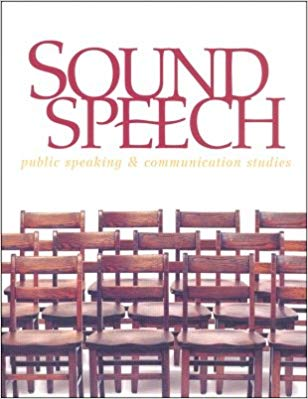 SOUND
SPEECH
public speaking & communication studies